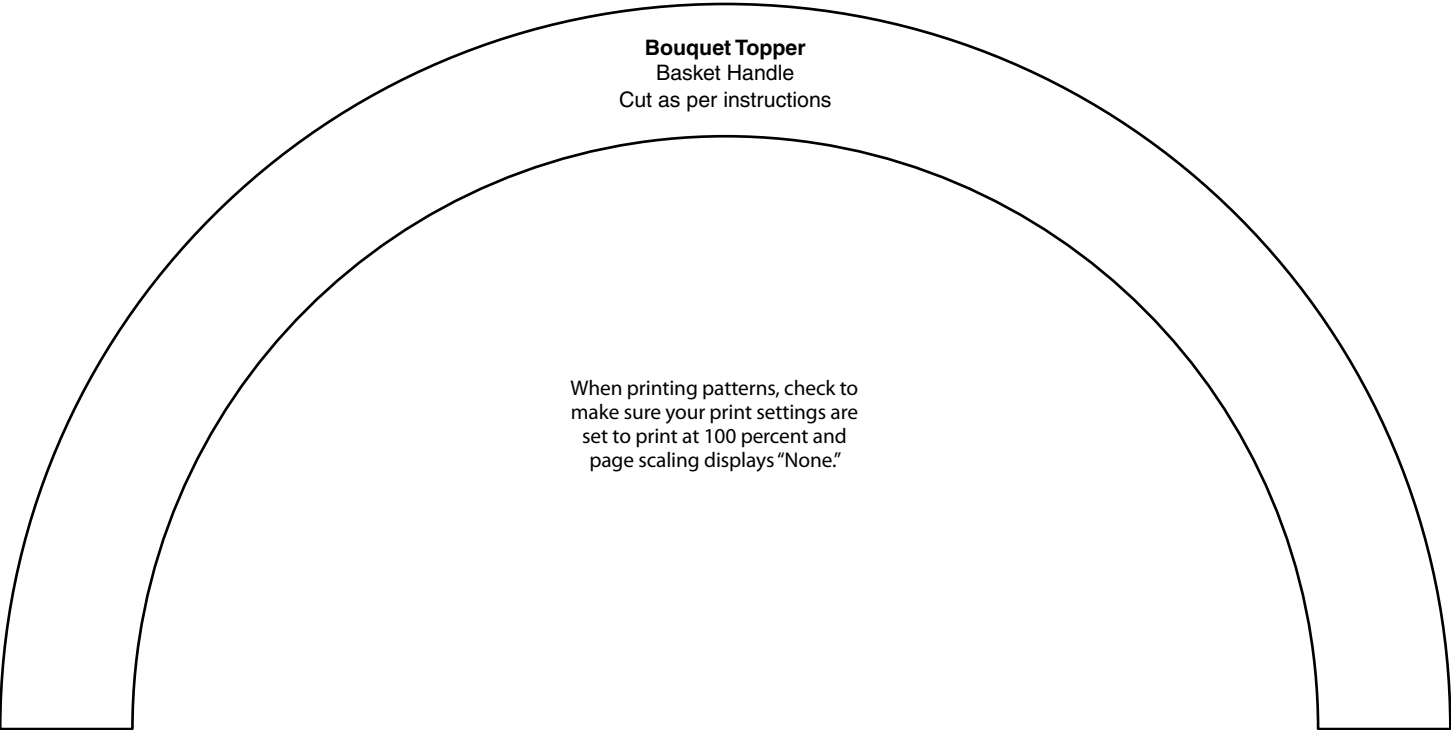 Bouquet Topper
Basket Handle
Cut as per instructions
When printing patterns, check to
make sure your print settings are
set to print at 100 percent and
page scaling displays “None.”